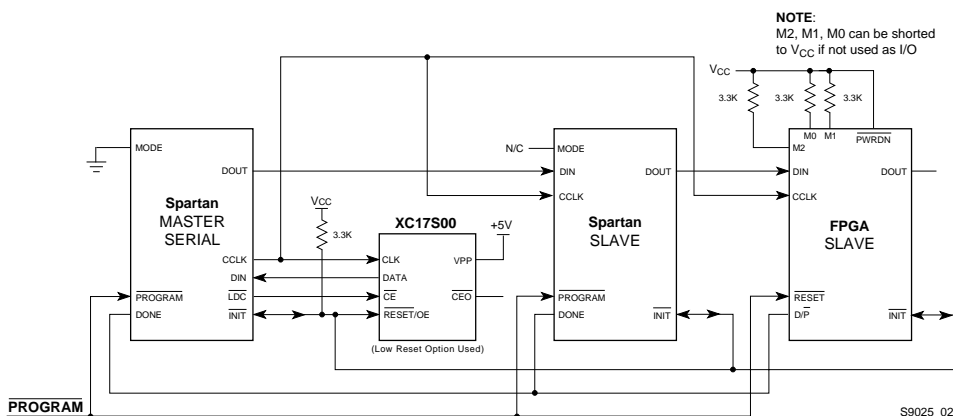 NOTE:
M2, M1, M0 can be shorted
to VCC if not used as I/O
VCC
3.3K
3.3K
3.3K
M0
M1
PWRDN
MODE
DOUT
Spartan
MASTER
SERIAL
CCLK
DIN
PROGRAM
LDC
DONE
INIT
VCC
3.3K
XC17S00
+5V
CLK
VPP
DATA
CE
CEO
RESET/OE
(Low Reset Option Used)
N/C
MODE
DIN
DOUT
CCLK
Spartan
SLAVE
PROGRAM
DONE
INIT
M2
DIN
DOUT
CCLK
FPGA
SLAVE
RESET
D/P
INIT
PROGRAM
S9025_02